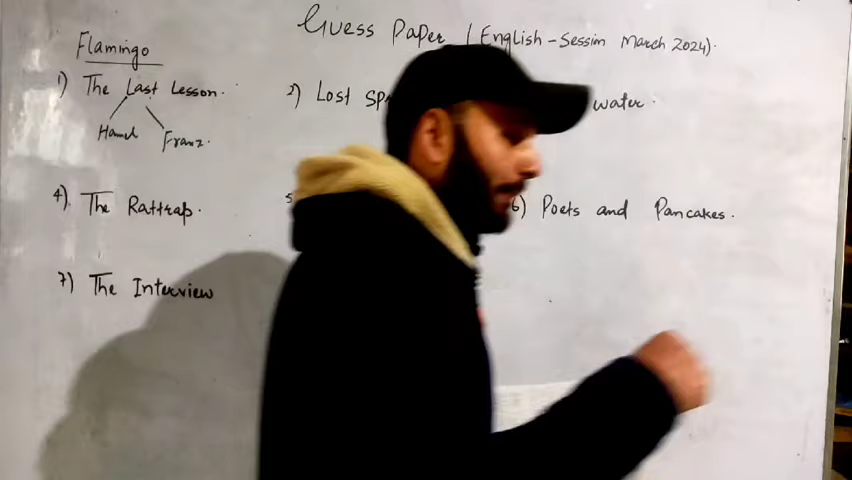 Guess Paper (English - Sessim March 2024).
Flamingo
1) The Last Lesson.
2) Lost water.
Hamel Franz.
4) The Rattrap.
6) Poets and Pancakes.
7) The Interview